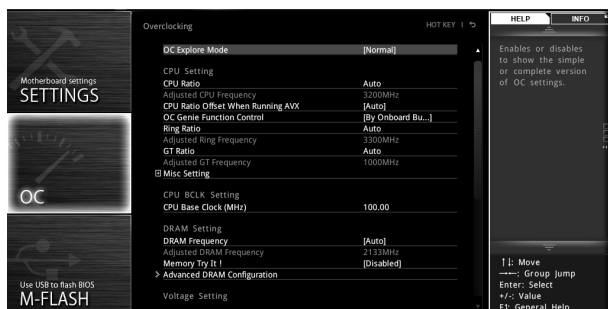 Motherboard settings
SETTINGS
OC
Use USB to flash BIOS
M-FLASH
Overclocking
HOT KEY |
OC Explore Mode [Normal]
CPU Setting
CPU Ratio Auto
Adjusted CPU Frequency 3200MHz
CPU Ratio Offset When Running AVX [Auto]
OC Genie Function Control [By Onboard Bu...]
Ring Ratio Auto
Adjusted Ring Frequency 3300MHz
GT Ratio Auto
Adjusted GT Frequency 1000MHz
Misc Setting
CPU BCLK Setting
CPU Base Clock (MHz) 100.00
DRAM Setting
DRAM Frequency [Auto]
Adjusted DRAM Frequency 2133MHz
Memory Try It ! [Disabled]
> Advanced DRAM Configuration
Voltage Setting
HELP INFO
Enables or disables
to show the simple
or complete version
of OC settings.
↑↓: Move
→←: Group Jump
Enter: Select
+/-: Value
F1: General Help